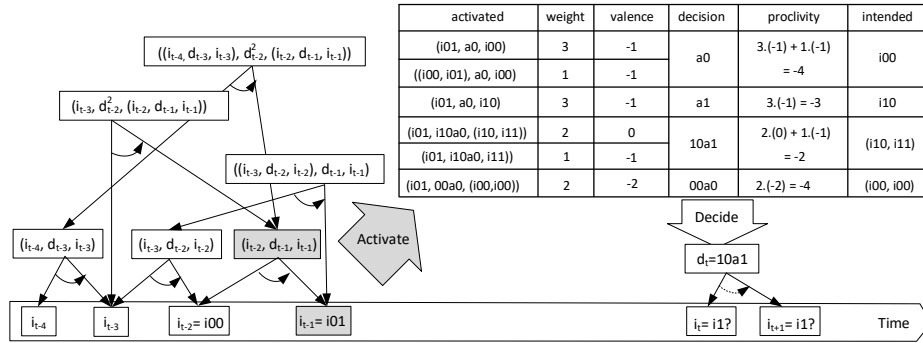 activated weight valence decision proclivity intended
(i01, a0, i00) 3 -1 a0 3.(-1) + 1.(-1) = -4 i00
((i00, i01), a0, i00) 1 -1
(i01, a0, i10) 3 -1 a1 3.(-1) = -3 i10
(i01, i10a0, (i10, i11)) 2 0 10a1 2.(0) + 1.(-1) = -2 (i10, i11)
(i01, i10a0, i11)) 1 -1
(i01, 00a0, (i00,i00)) 2 -2 00a0 2.(-2) = -4 (i00, i00)
((iₜ₋₄, dₜ₋₃, iₜ₋₃), d²ₜ₋₂, (iₜ₋₂, dₜ₋₁, iₜ₋₁))
(iₜ₋₃, d²ₜ₋₂, (iₜ₋₂, dₜ₋₁, iₜ₋₁))
((iₜ₋₃, dₜ₋₂, iₜ₋₂), dₜ₋₁, iₜ₋₁)
(iₜ₋₄, dₜ₋₃, iₜ₋₃) (iₜ₋₃, dₜ₋₂, iₜ₋₂) (iₜ₋₂, dₜ₋₁, iₜ₋₁)
Activate
Decide
dₜ=10a1
iₜ₋₄ iₜ₋₃ iₜ₋₂= i00 iₜ₋₁= i01 iₜ= i1? iₜ₊₁= i1? Time